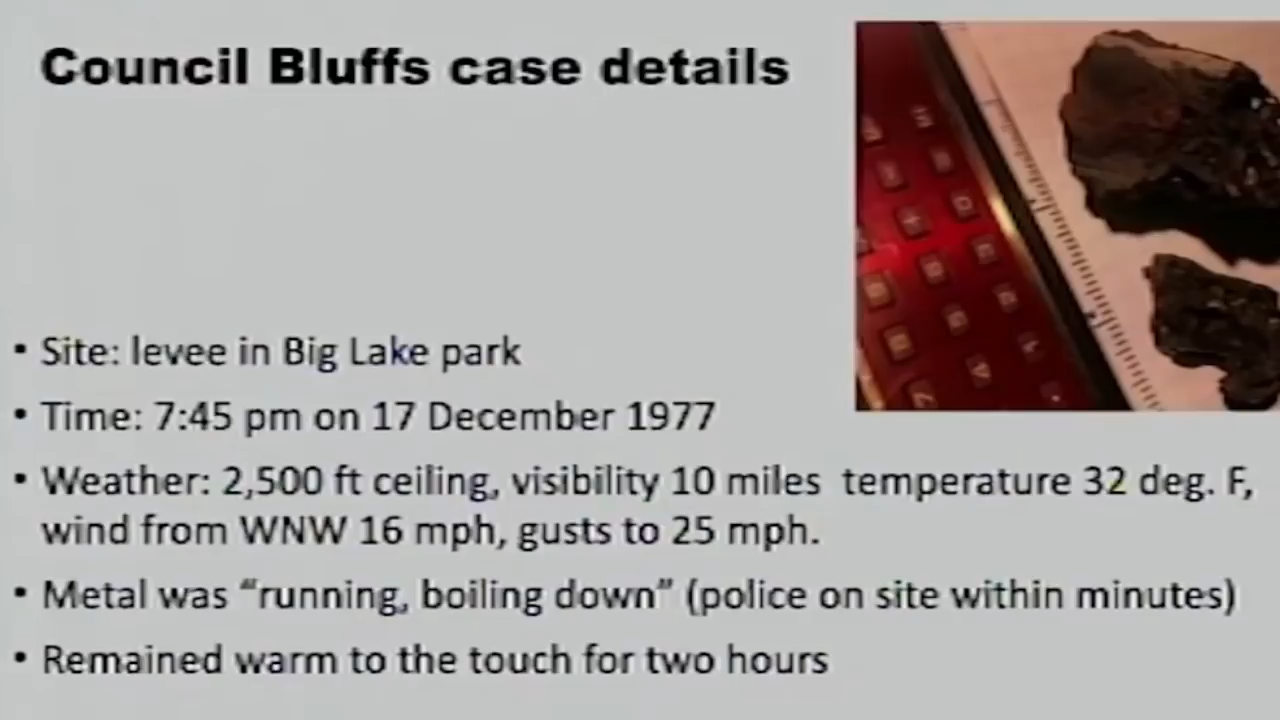 Council Bluffs case details
• Site: levee in Big Lake park
• Time: 7:45 pm on 17 December 1977
• Weather: 2,500 ft ceiling, visibility 10 miles temperature 32 deg. F,
wind from WNW 16 mph, gusts to 25 mph.
• Metal was “running, boiling down” (police on site within minutes)
• Remained warm to the touch for two hours